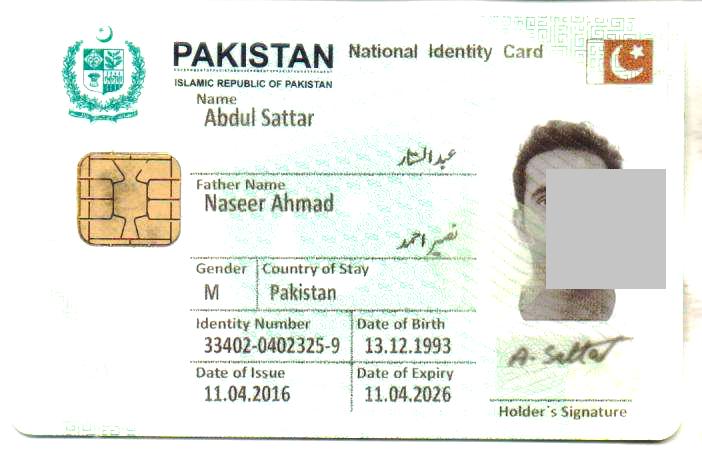 PAKISTAN National Identity Card
ISLAMIC REPUBLIC OF PAKISTAN
Name
Abdul Sattar
عبدالستار
Father Name
Naseer Ahmad
نصیر احمد
Gender Country of Stay
M Pakistan
Identity Number Date of Birth
33402-0402325-9 13.12.1993
Date of Issue Date of Expiry
11.04.2016 11.04.2026
A. Sattar
Holder's Signature